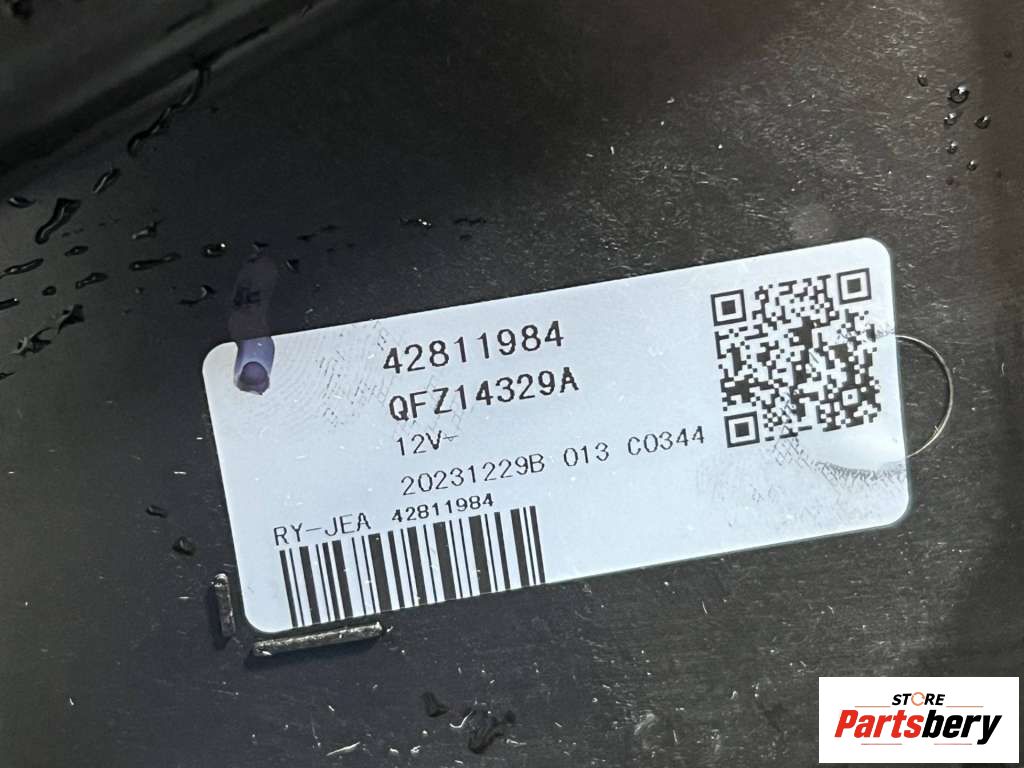 42811984
QFZ14329A
12V
20231229B 013 C0344
RY-JEA 42811984
STORE
Partsbery